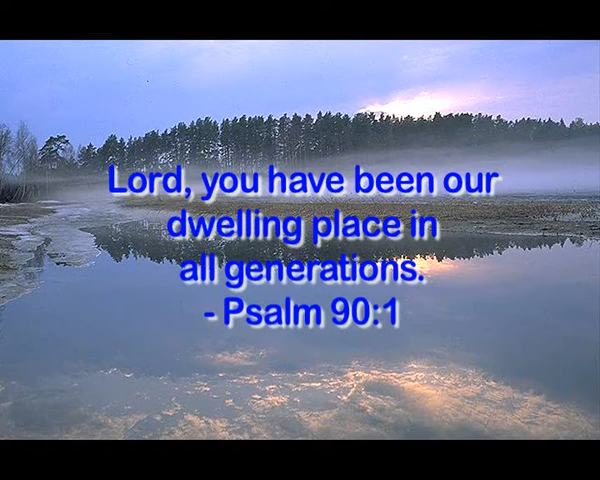 Lord, you have been our
dwelling place in
all generations.
- Psalm 90:1